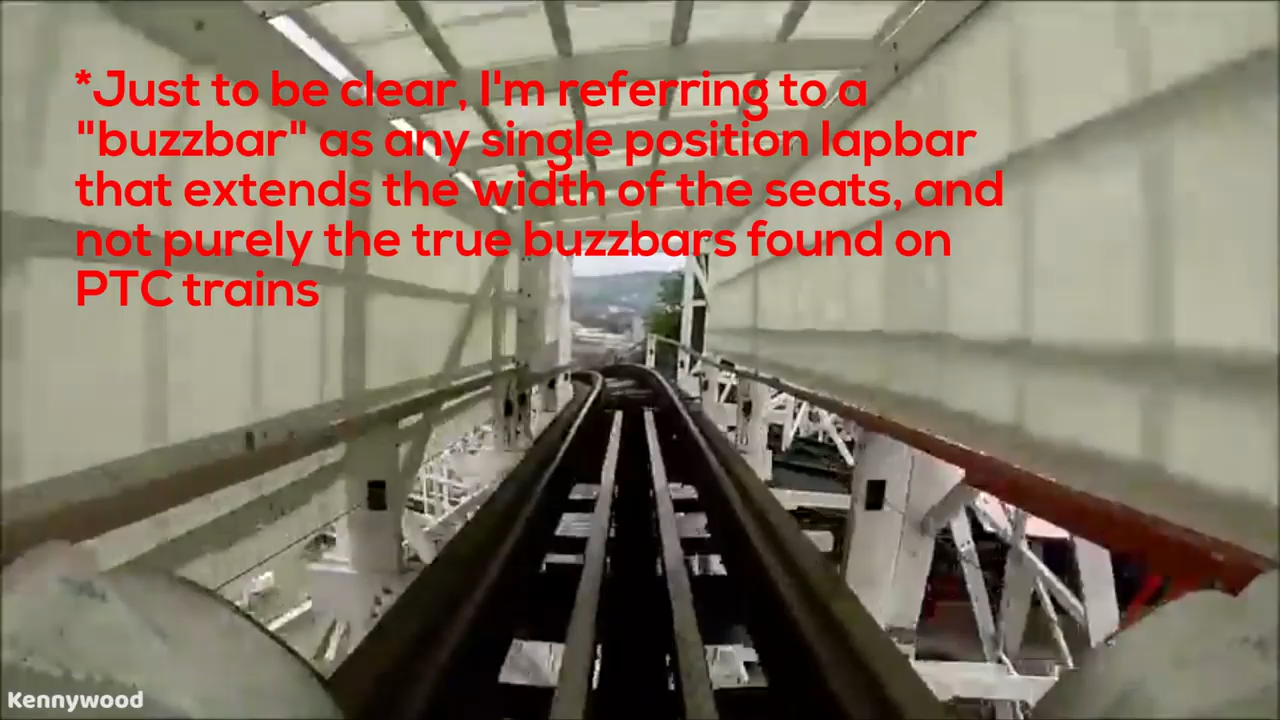 *Just to be clear, I'm referring to a
"buzzbar" as any single position lapbar
that extends the width of the seats, and
not purely the true buzzbars found on
PTC trains
Kennywood